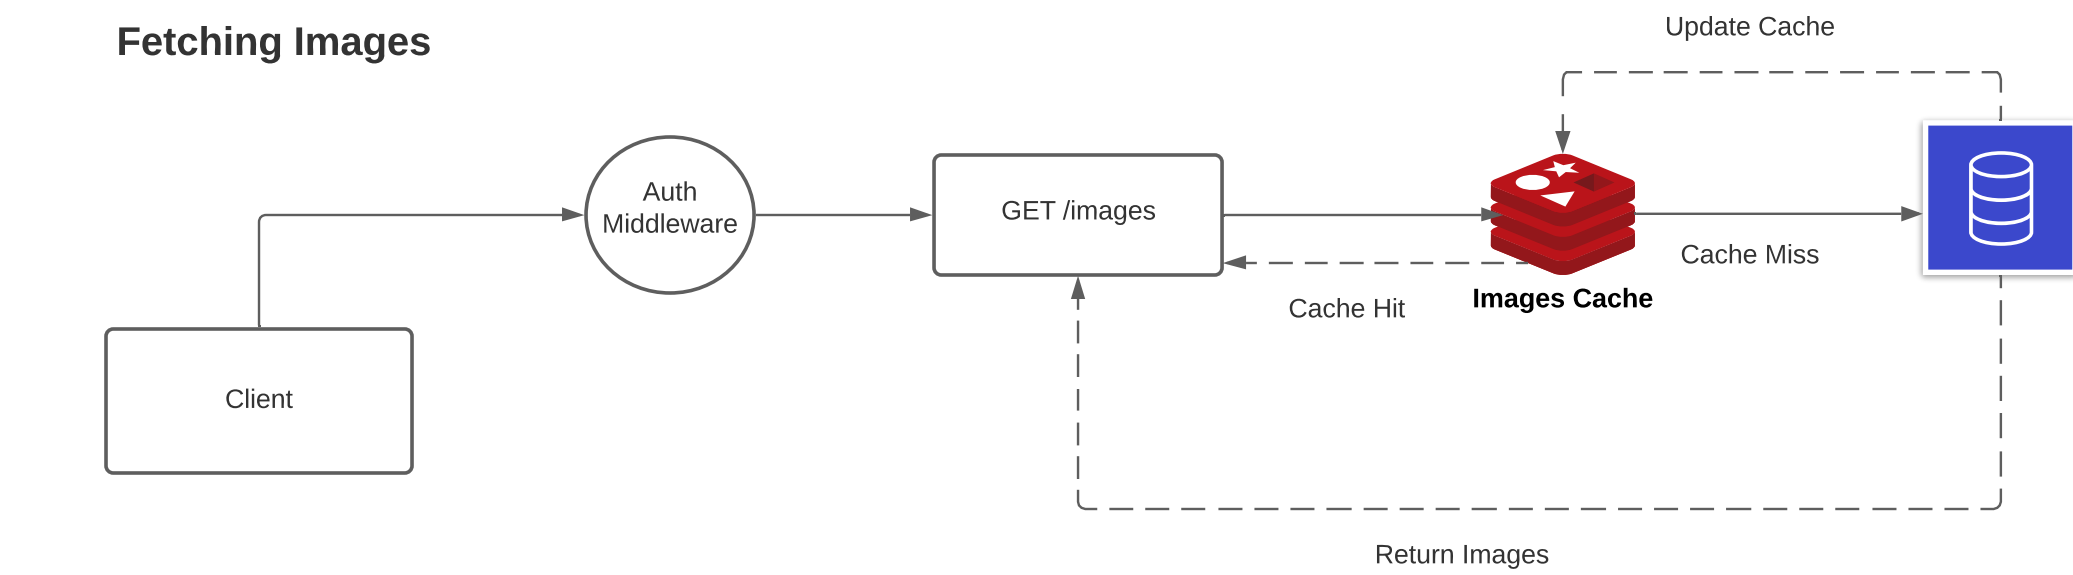 Fetching Images
Update Cache
Auth
Middleware
GET /images
Cache Miss
Images Cache
Cache Hit
Client
Return Images